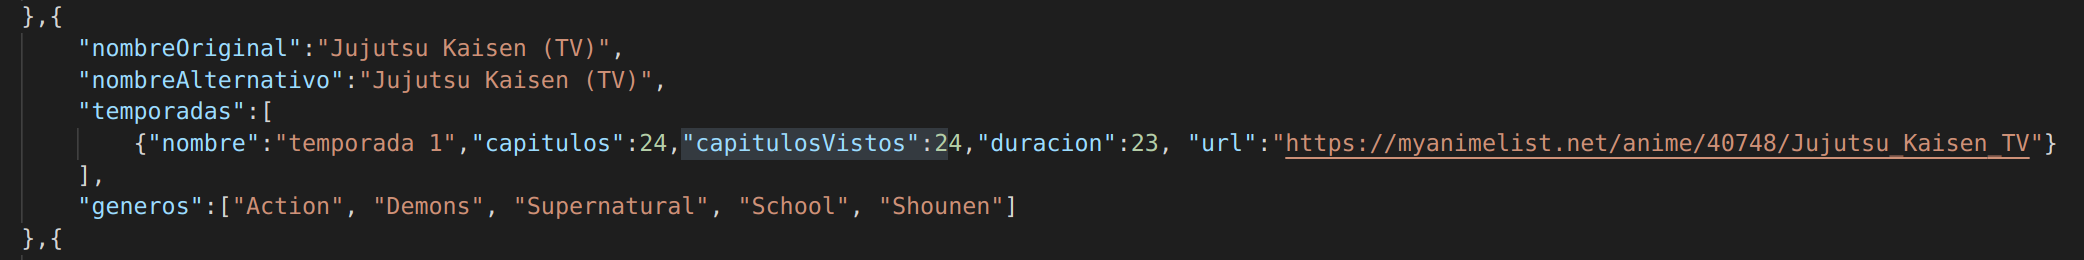 },{
"nombreOriginal":"Jujutsu Kaisen (TV)",
"nombreAlternativo":"Jujutsu Kaisen (TV)",
"temporadas":[
{"nombre":"temporada 1","capitulos":24,"capitulosVistos":24,"duracion":23, "url":"https://myanimelist.net/anime/40748/Jujutsu_Kaisen_TV"}
],
"generos":["Action", "Demons", "Supernatural", "School", "Shounen"]
},{